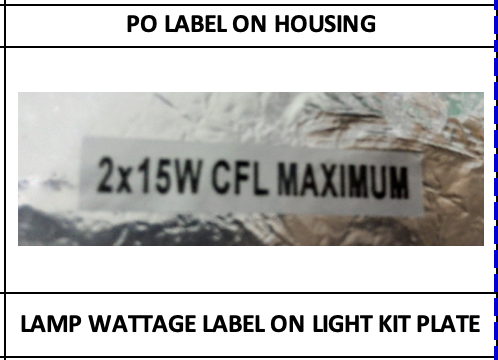 PO LABEL ON HOUSING
2x15W CFL MAXIMUM
LAMP WATTAGE LABEL ON LIGHT KIT PLATE